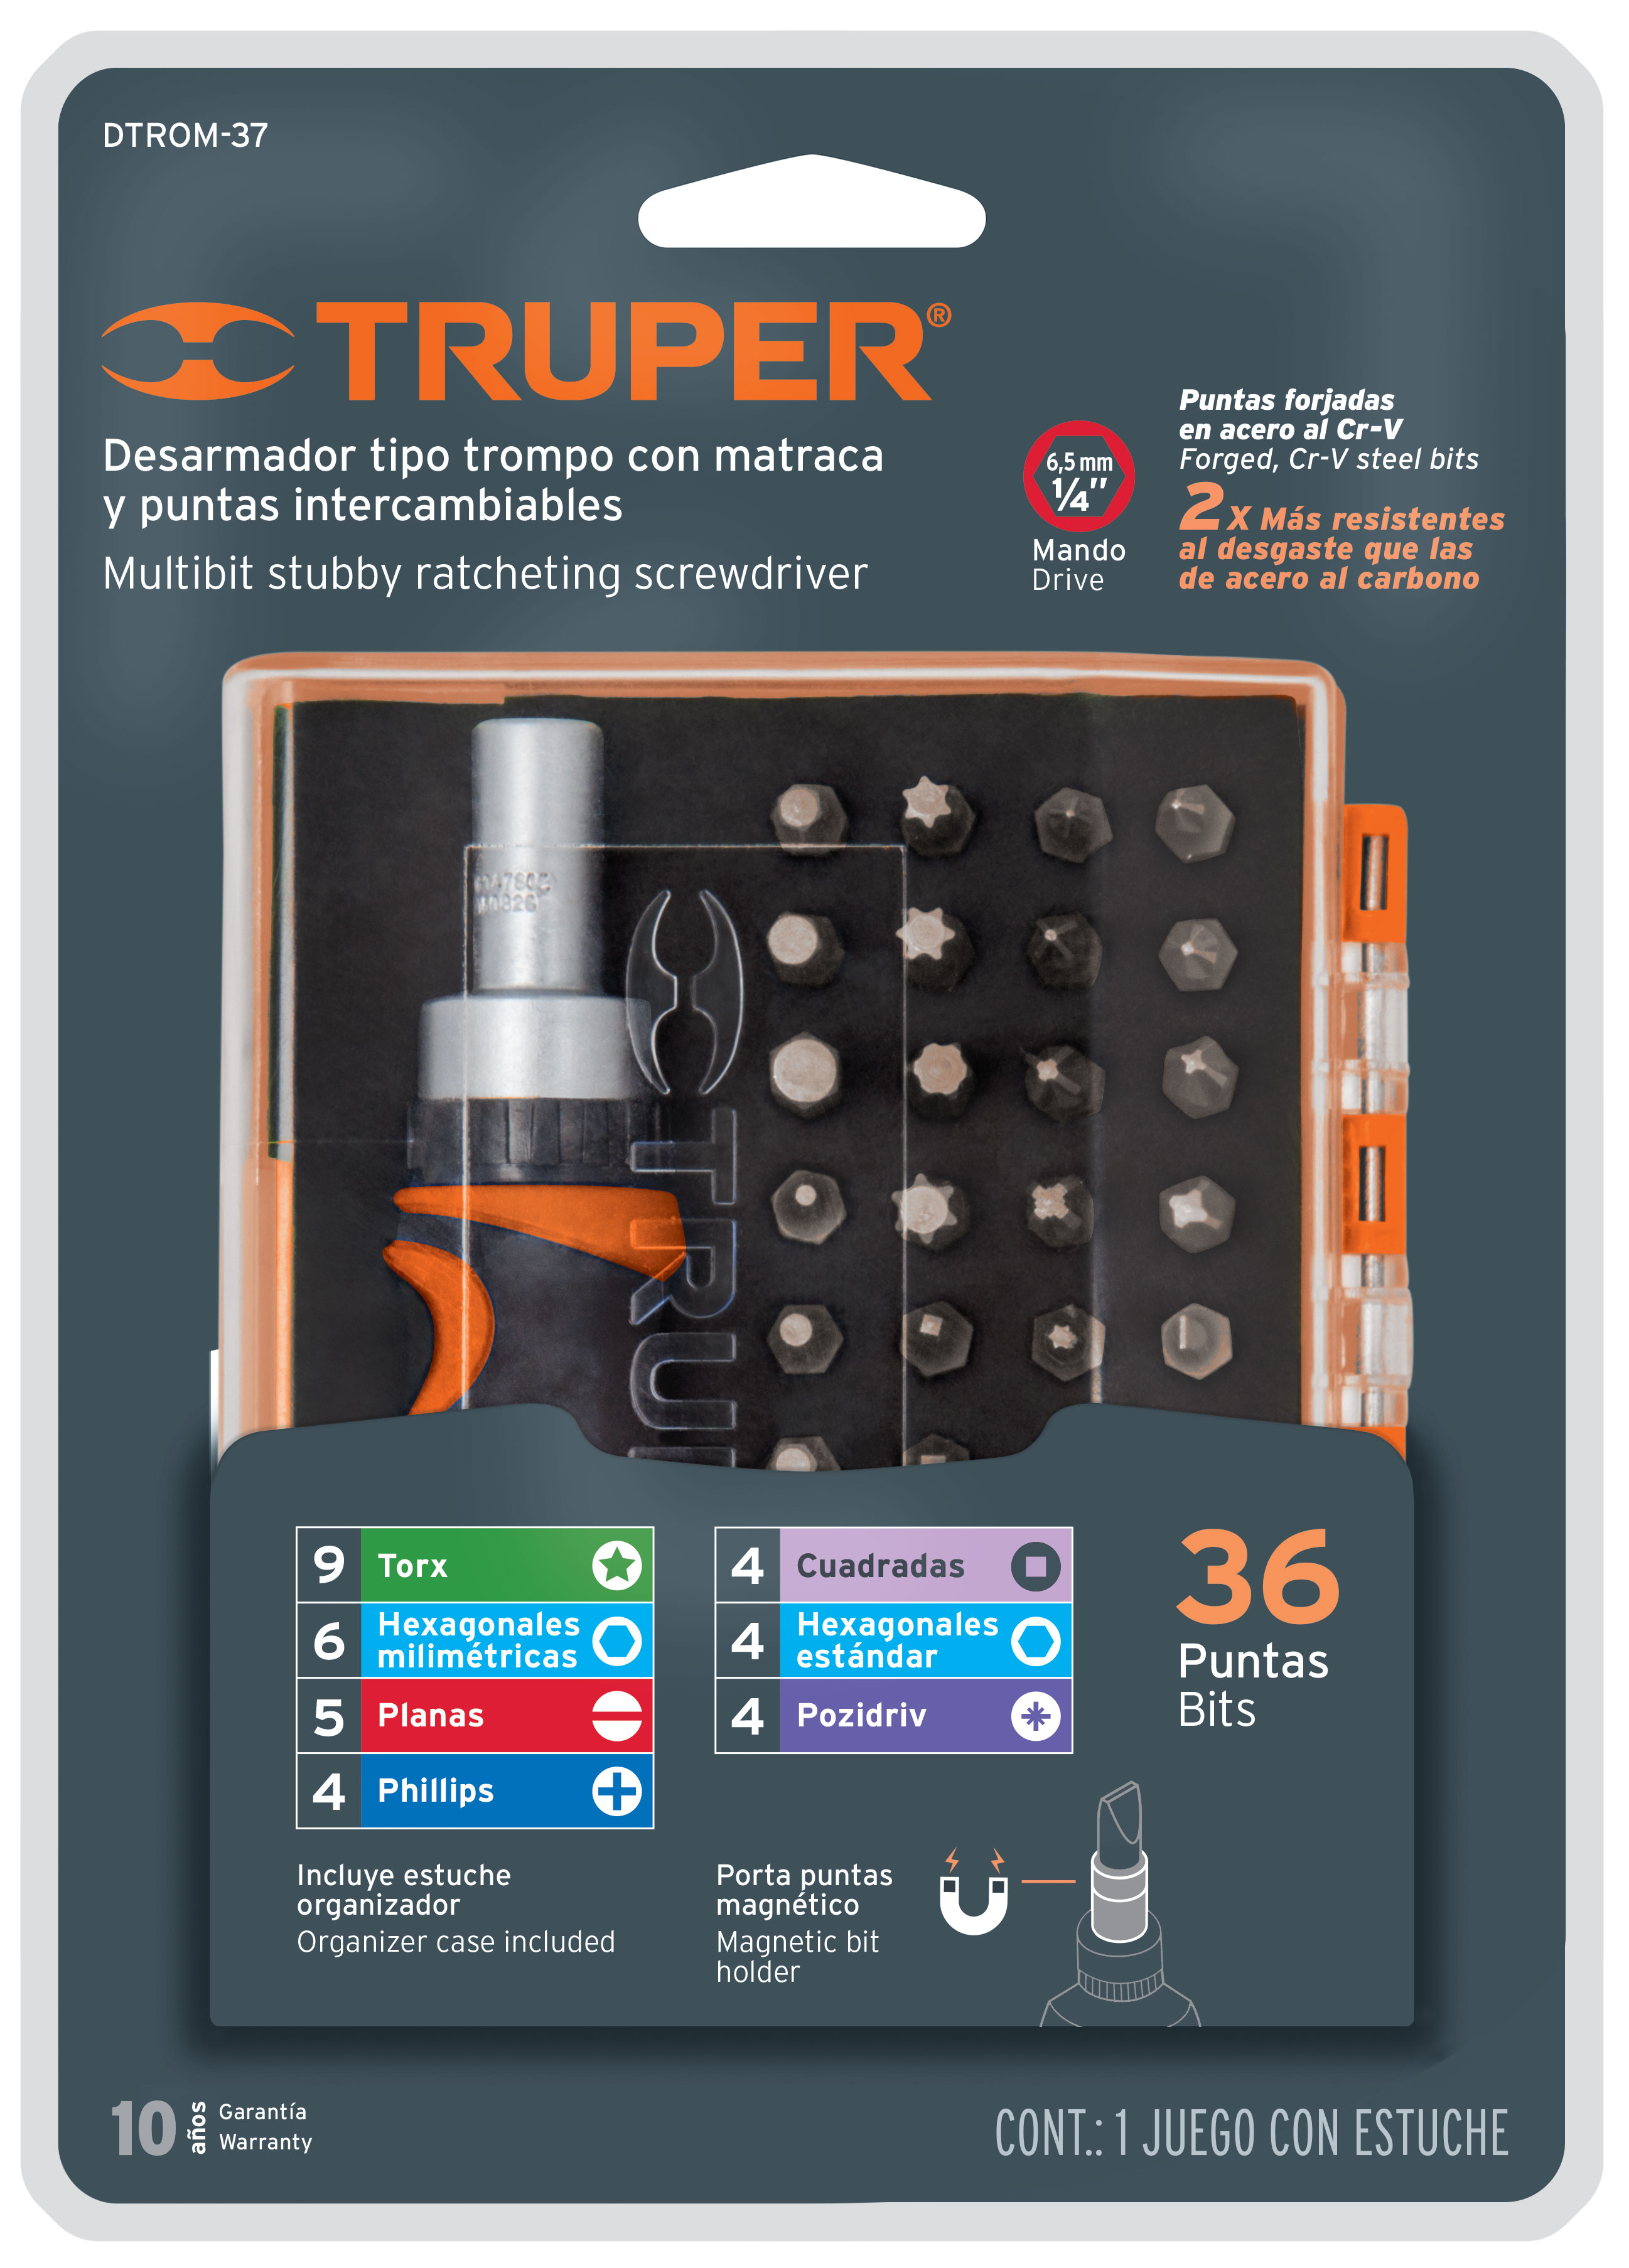 DTROM-37
TRUPER®
Desarmador tipo trompo con matraca
y puntas intercambiables
Multibit stubby ratcheting screwdriver
6,5 mm
1/4"
Mando
Drive
Puntas forjadas
en acero al Cr-V
Forged, Cr-V steel bits
2x Más resistentes
al desgaste que las
de acero al carbono
TRU
9 Torx
6 Hexagonales
milimétricas
5 Planas
4 Phillips
4 Cuadradas
4 Hexagonales
estándar
4 Pozidriv
36
Puntas
Bits
Incluye estuche
organizador
Organizer case included
Porta puntas
magnético
Magnetic bit
holder
10 años
Garantía
Warranty
CONT.: 1 JUEGO CON ESTUCHE